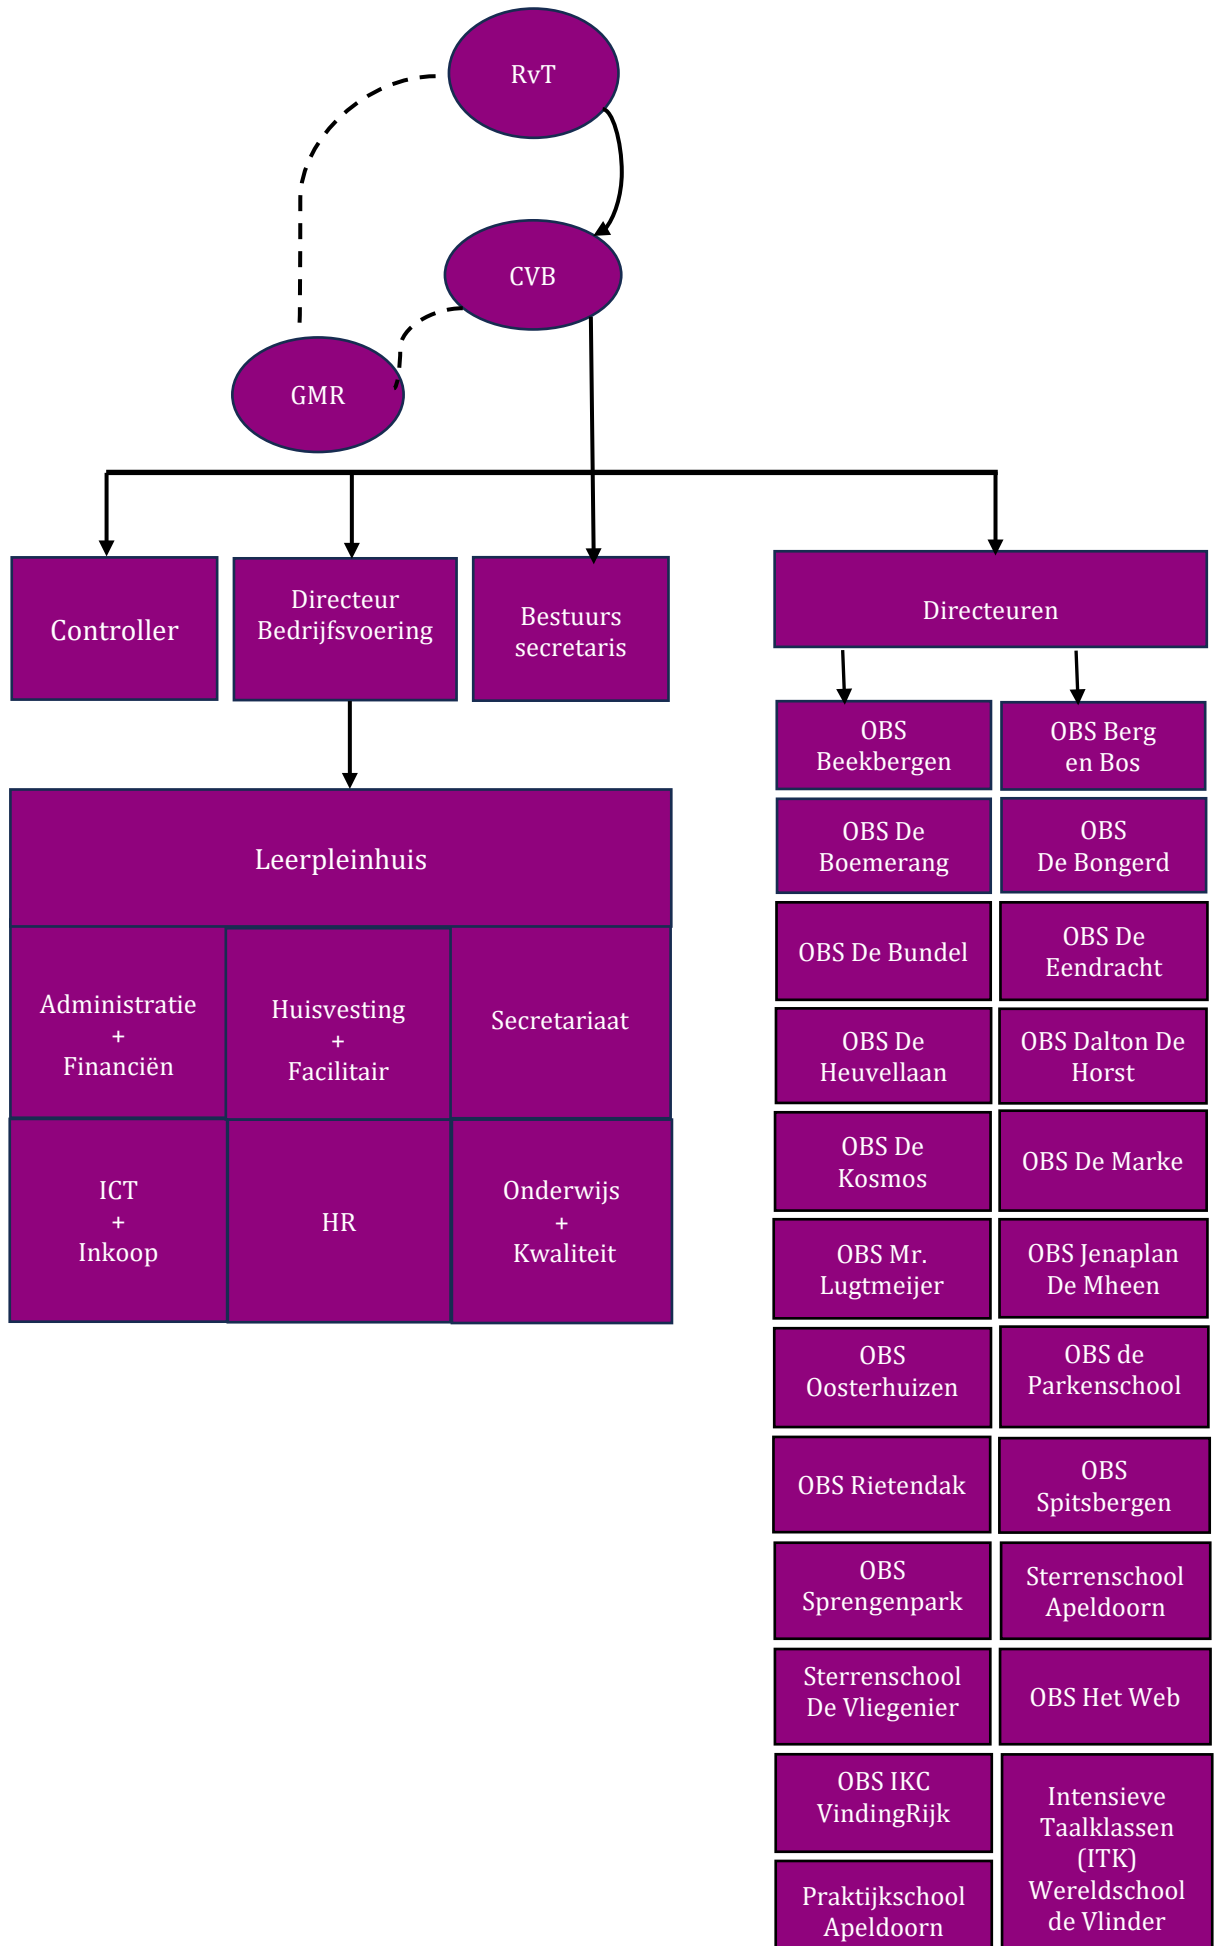 RvT
CVB
GMR
Controller
Directeur
Bedrijfsvoering
Bestuurs
secretaris
Directeuren
Leerpleinhuis
Administratie
+
Financiën
Huisvesting
+
Facilitair
Secretariaat
ICT
+
Inkoop
HR
Onderwijs
+
Kwaliteit
OBS
Beekbergen
OBS Berg
en Bos
OBS De
Boemerang
OBS
De Bongerd
OBS De Bundel
OBS De
Eendracht
OBS De
Heuvellaan
OBS Dalton De
Horst
OBS De
Kosmos
OBS De Marke
OBS Mr.
Lugtmeijer
OBS Jenaplan
De Mheen
OBS
Oosterhuizen
OBS de
Parkenschool
OBS Rietendak
OBS
Spitsbergen
OBS
Sprengenpark
Sterrenschool
Apeldoorn
Sterrenschool
De Vliegenier
OBS Het Web
OBS IKC
VindingRijk
Intensieve
Taalklassen
(ITK)
Wereldschool
de Vlinder
Praktijkschool
Apeldoorn